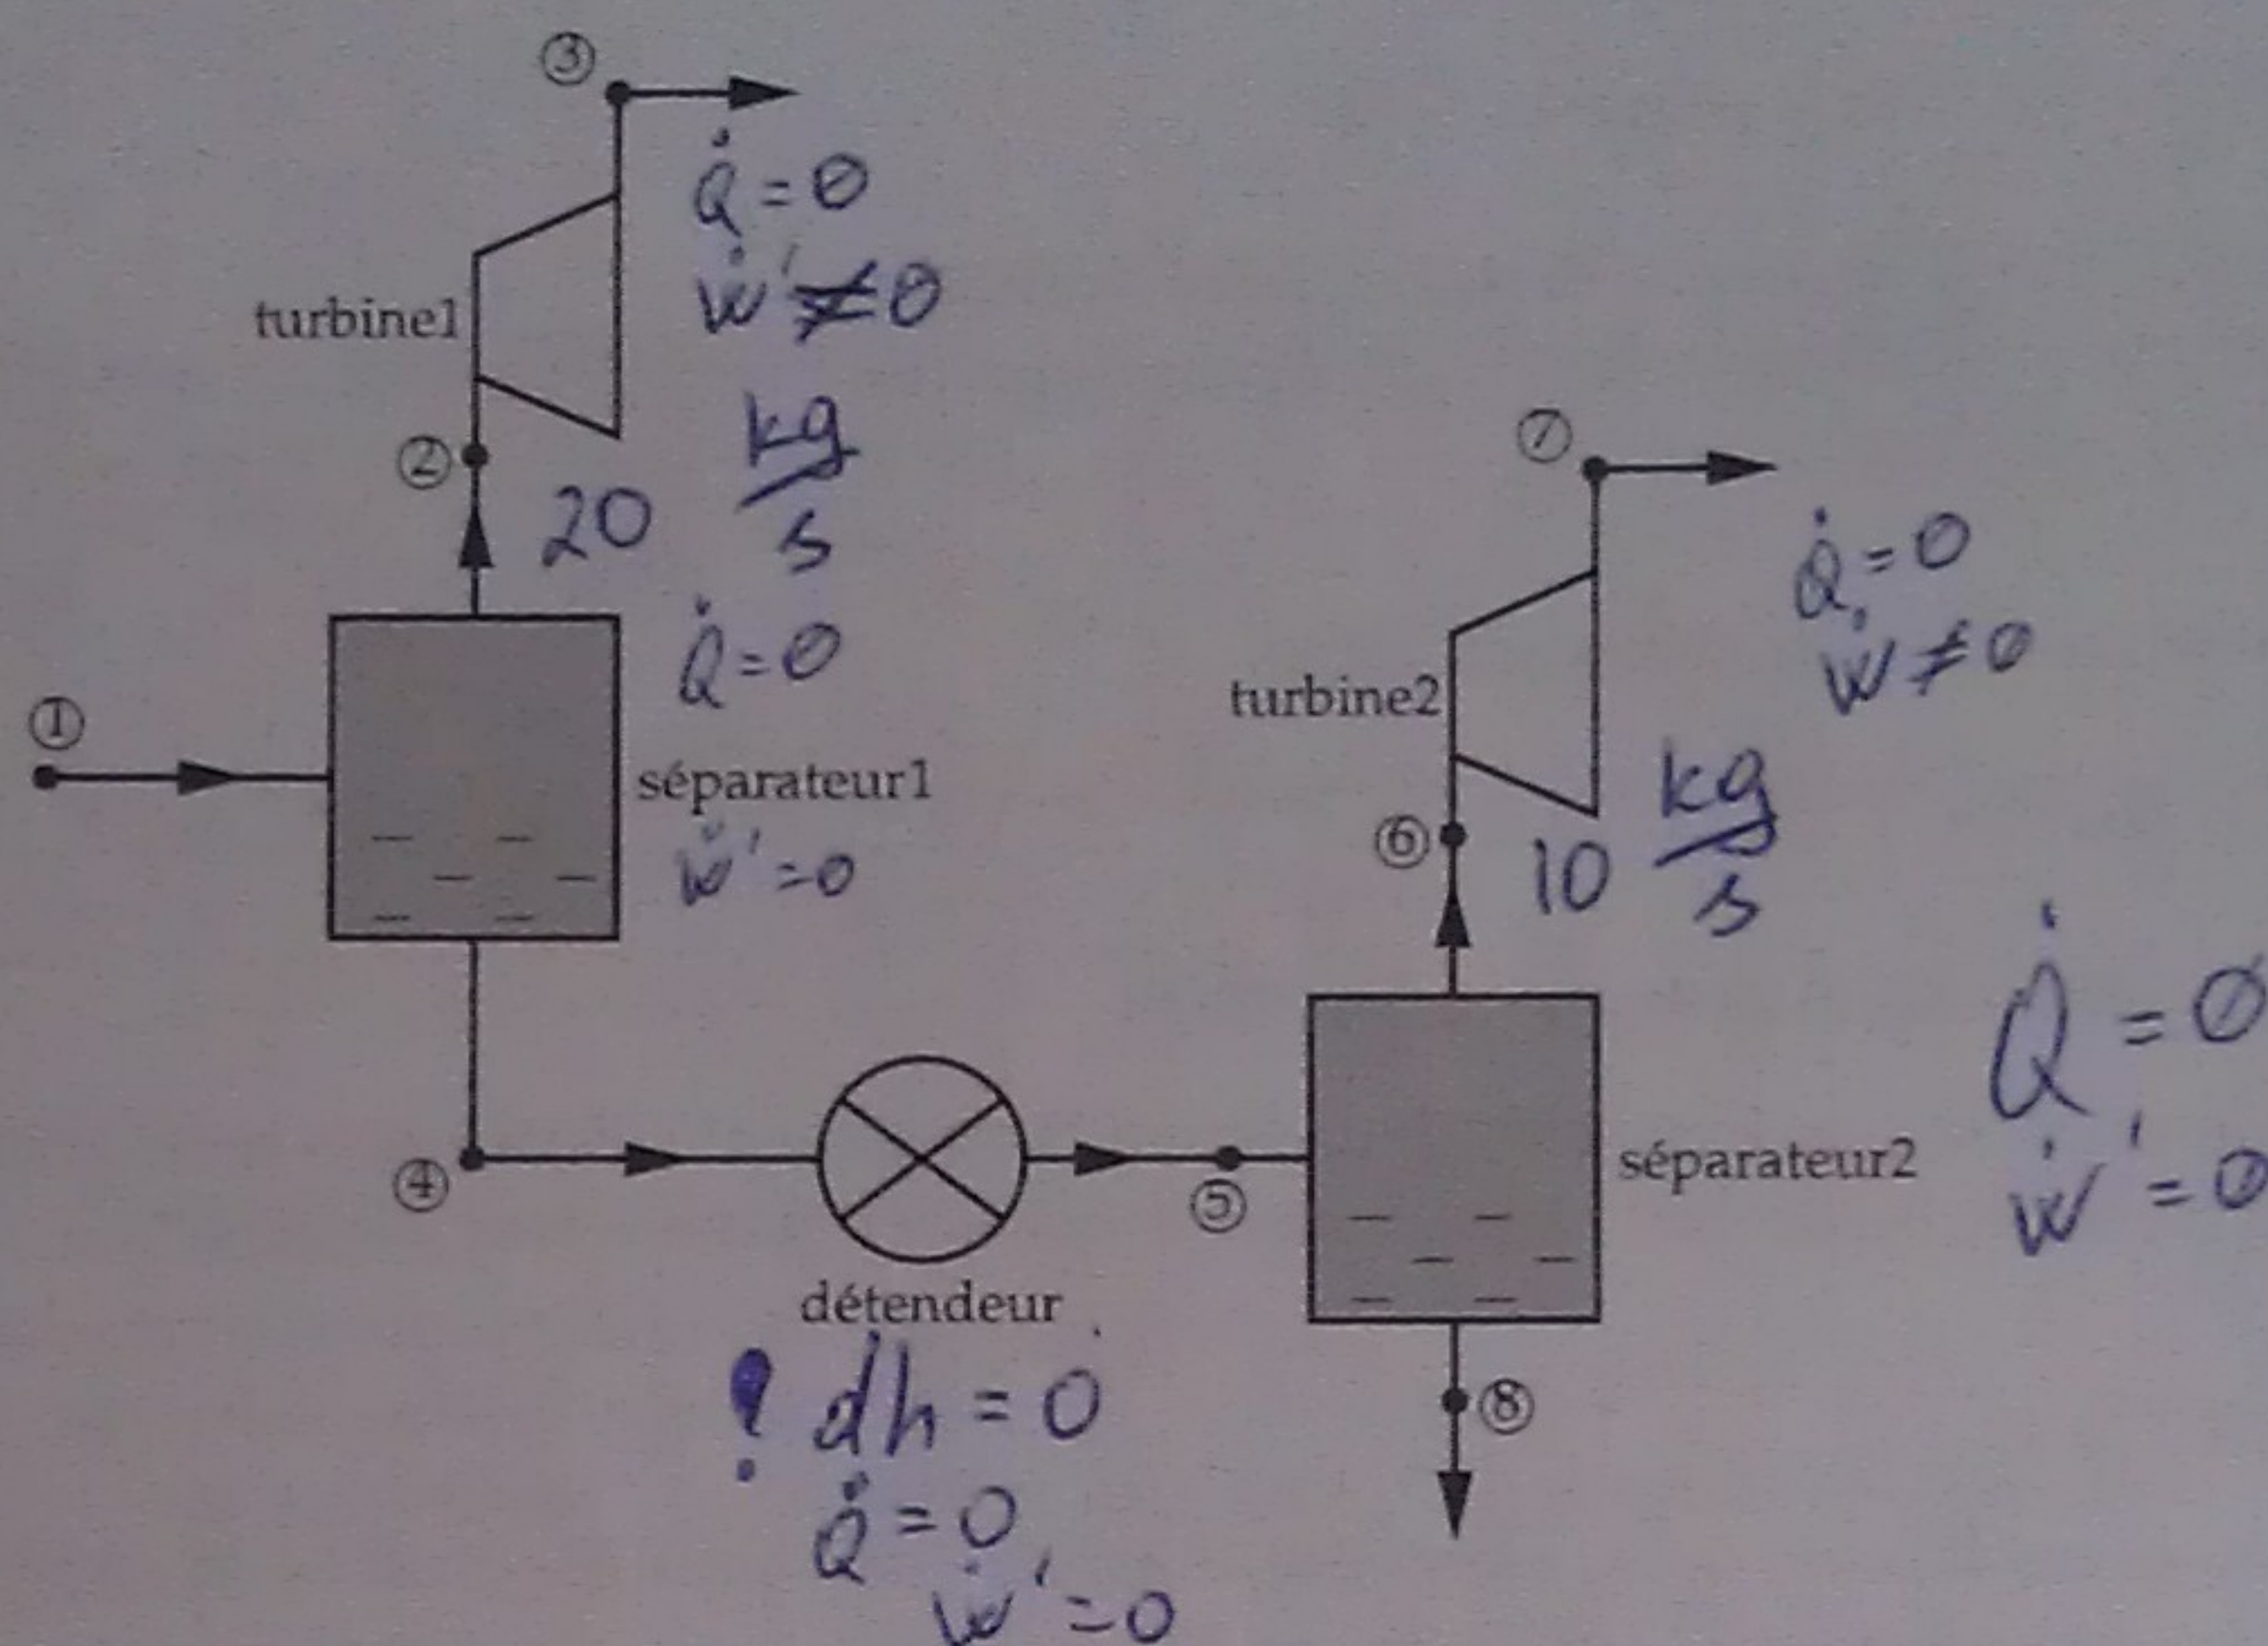 ③
Q̇ = 0
Ẇ' ≠ 0
turbine1
kg/s
②
20
Q̇ = 0
①
séparateur1
Ẇ' = 0
⑦
Q̇ = 0
Ẇ ≠ 0
turbine2
kg/s
⑥
10
Q̇ = 0
④
⑤
séparateur2
Ẇ' = 0
détendeur
! dh = 0
Q̇ = 0
Ẇ' = 0
⑧